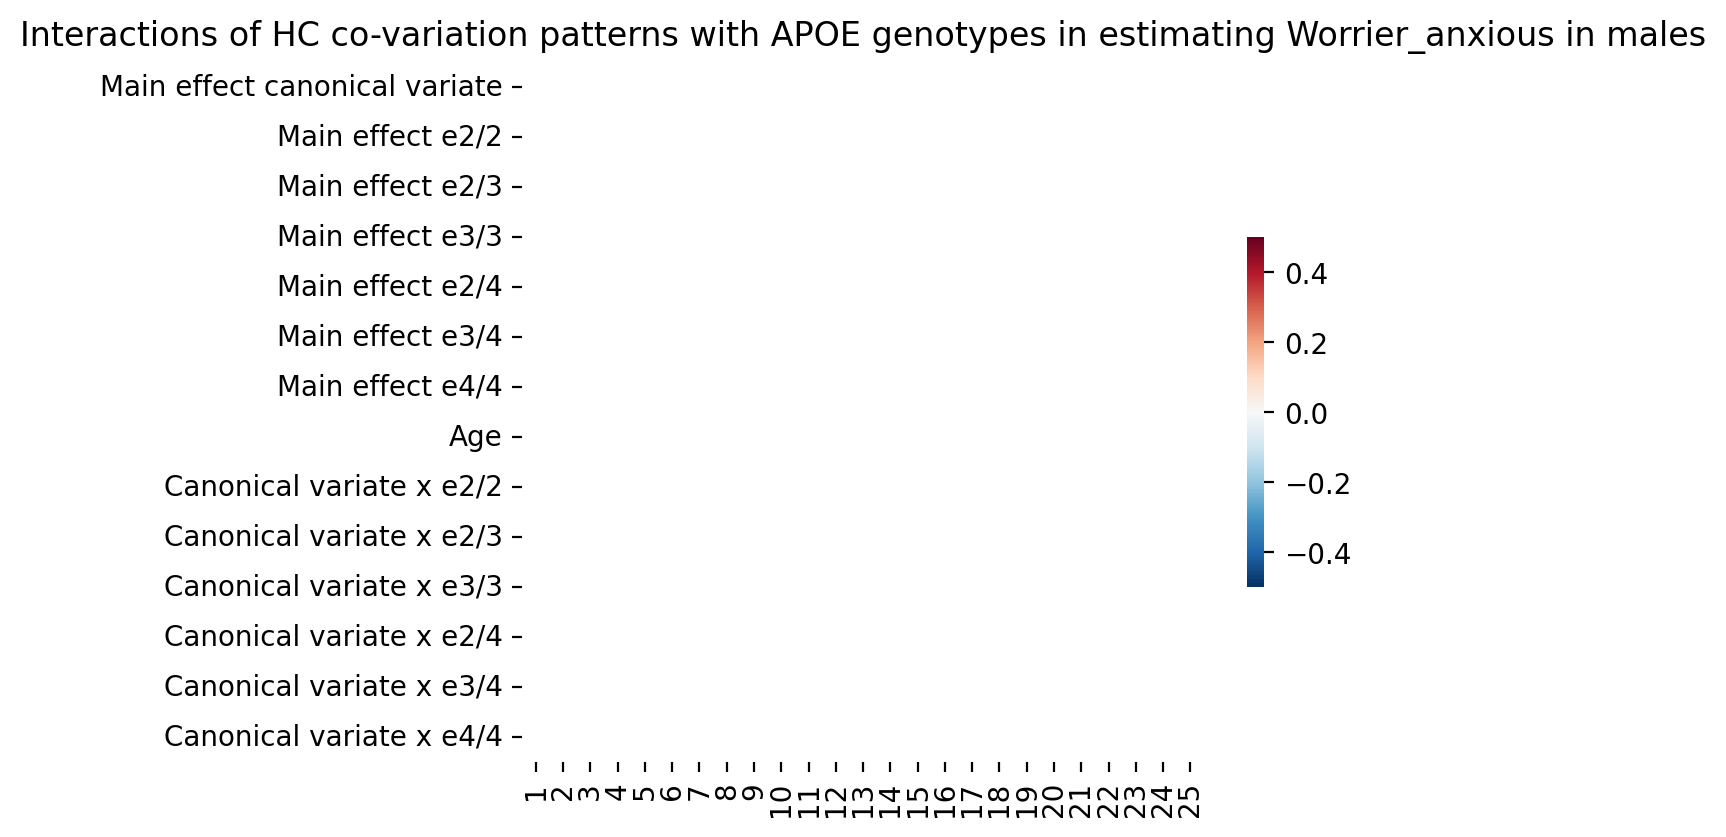 Interactions of HC co-variation patterns with APOE genotypes in estimating Worrier_anxious in males
Main effect canonical variate
Main effect e2/2
Main effect e2/3
Main effect e3/3
Main effect e2/4
Main effect e3/4
Main effect e4/4
Age
Canonical variate x e2/2
Canonical variate x e2/3
Canonical variate x e3/3
Canonical variate x e2/4
Canonical variate x e3/4
Canonical variate x e4/4
1
2
3
4
5
6
7
8
9
10
11
12
13
14
15
16
17
18
19
20
21
22
23
24
25
0.4
0.2
0.0
−0.2
−0.4